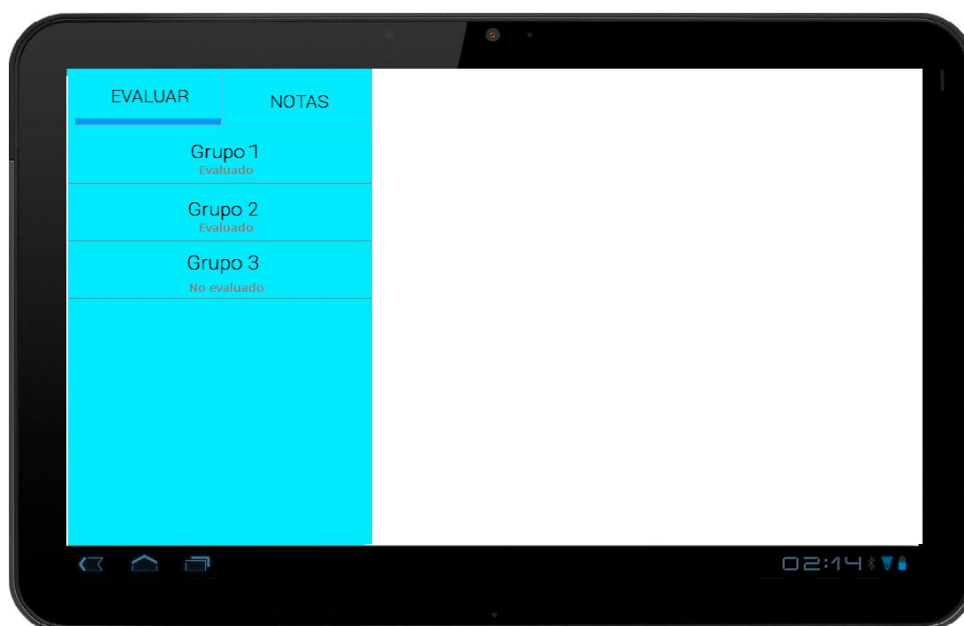 EVALUAR NOTAS
Grupo 1
Evaluado
Grupo 2
Evaluado
Grupo 3
No evaluado
02:14